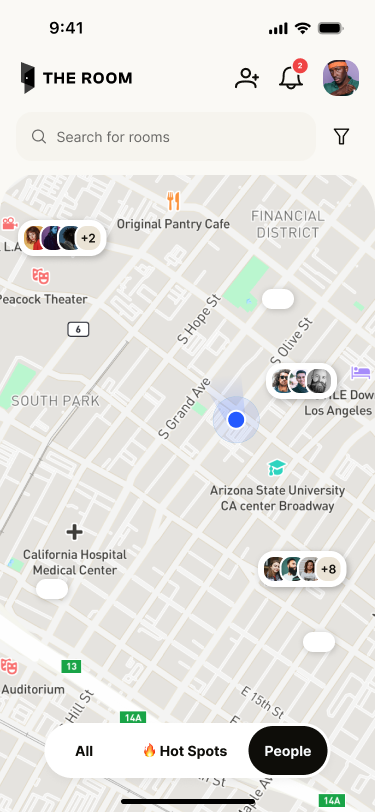 9:41
THE ROOM
2
Search for rooms
Original Pantry Cafe
FINANCIAL
DISTRICT
L.A.
+2
Peacock Theater
6
S Hope St
S Olive St
S Grand Ave
SOUTH PARK
Los Angeles
Arizona State University
CA center Broadway
California Hospital
Medical Center
+8
13
Auditorium
Hill St
14A
E 15th St
All
🔥 Hot Spots
People
14A